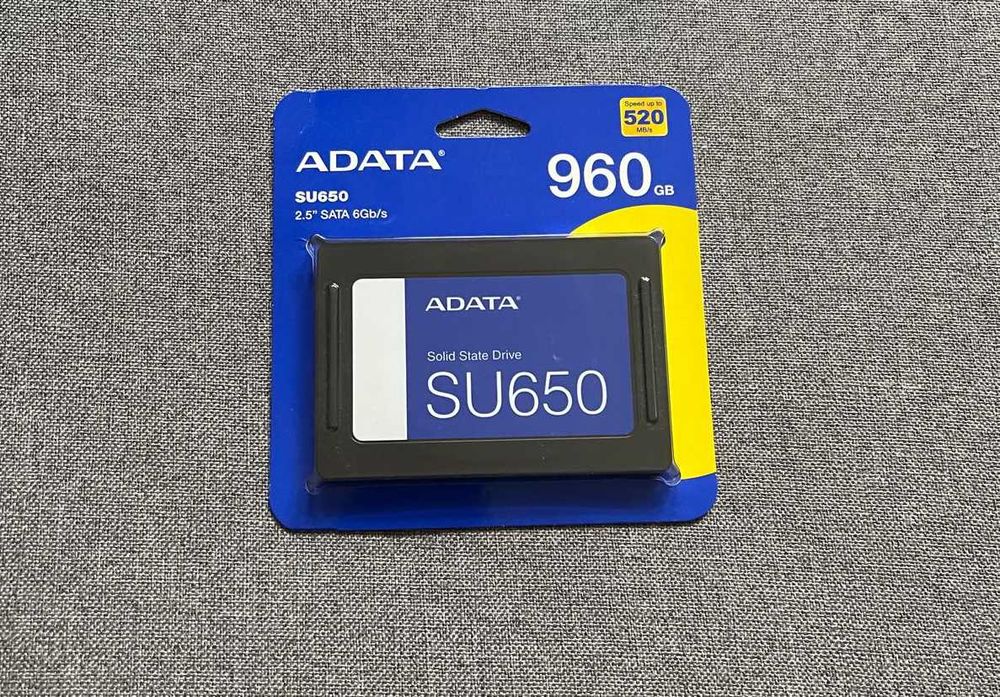 Speed up to
520
MB/s
ADATA®
960 GB
SU650
2.5" SATA 6Gb/s
ADATA®
Solid State Drive
SU650